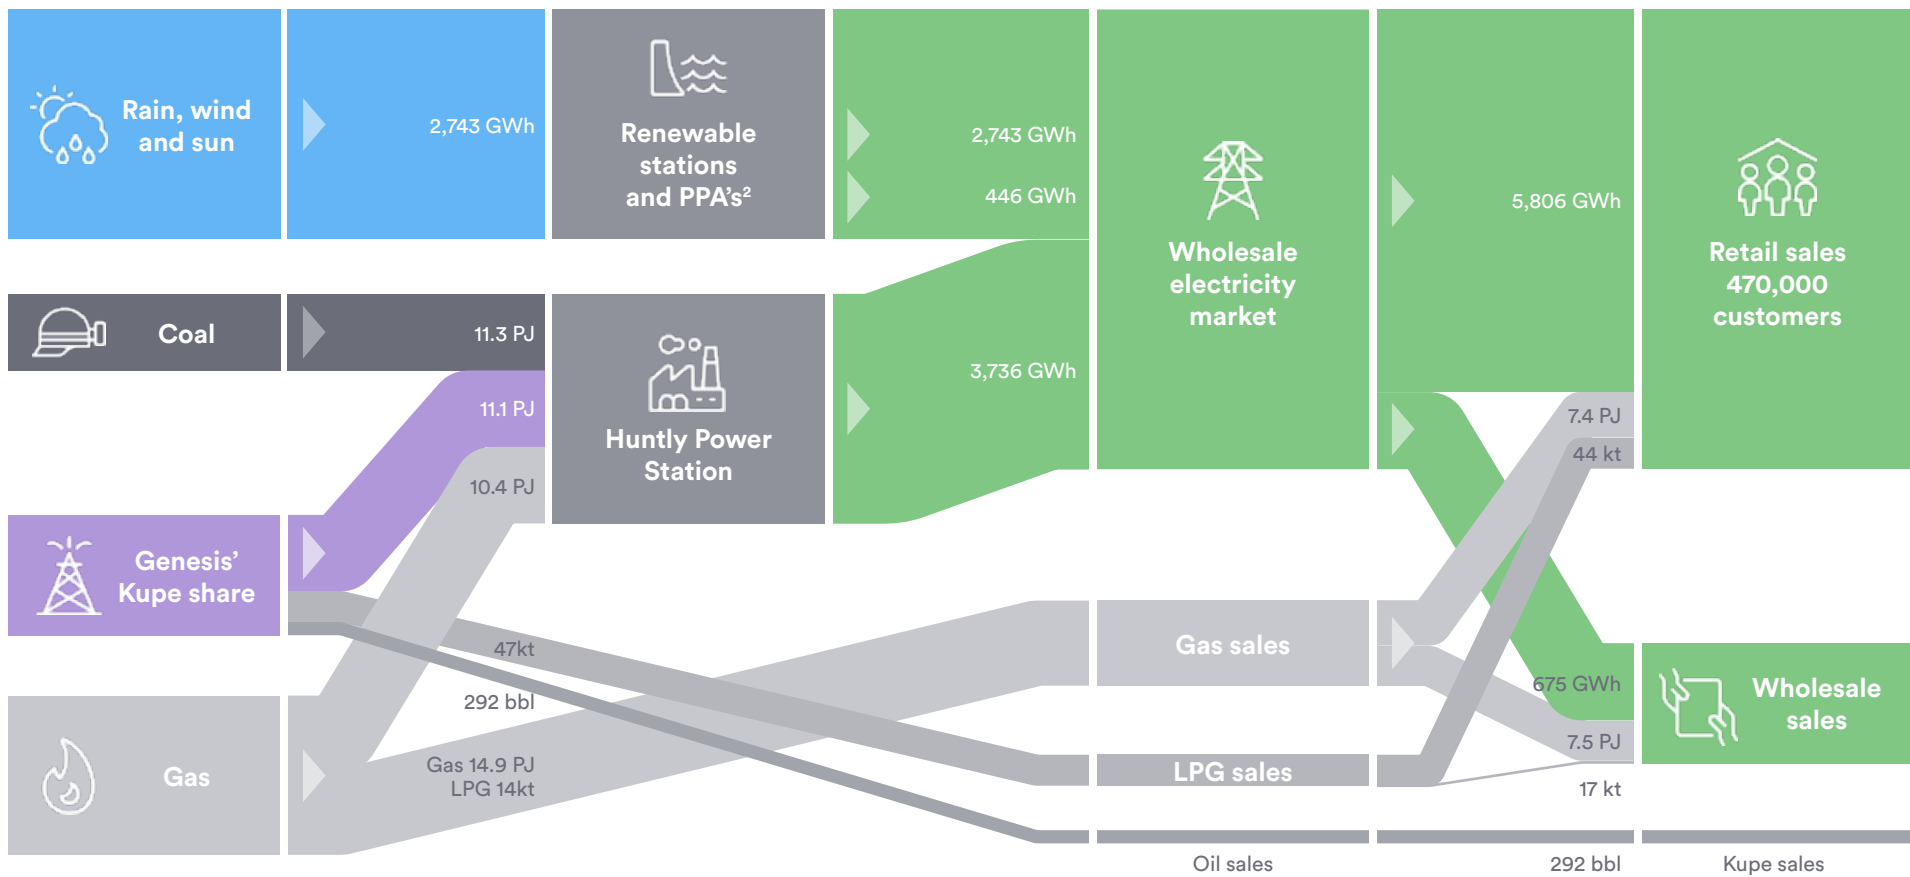 Rain, wind
and sun
2,743 GWh
Renewable
stations
and PPA's²
2,743 GWh
446 GWh
Wholesale
electricity
market
5,806 GWh
Retail sales
470,000
customers
Coal
11.3 PJ
11.1 PJ
10.4 PJ
Huntly Power
Station
3,736 GWh
7.4 PJ
44 kt
Genesis'
Kupe share
47kt
292 bbl
Gas
Gas 14.9 PJ
LPG 14kt
Gas sales
LPG sales
675 GWh
7.5 PJ
17 kt
Wholesale
sales
Oil sales
292 bbl
Kupe sales